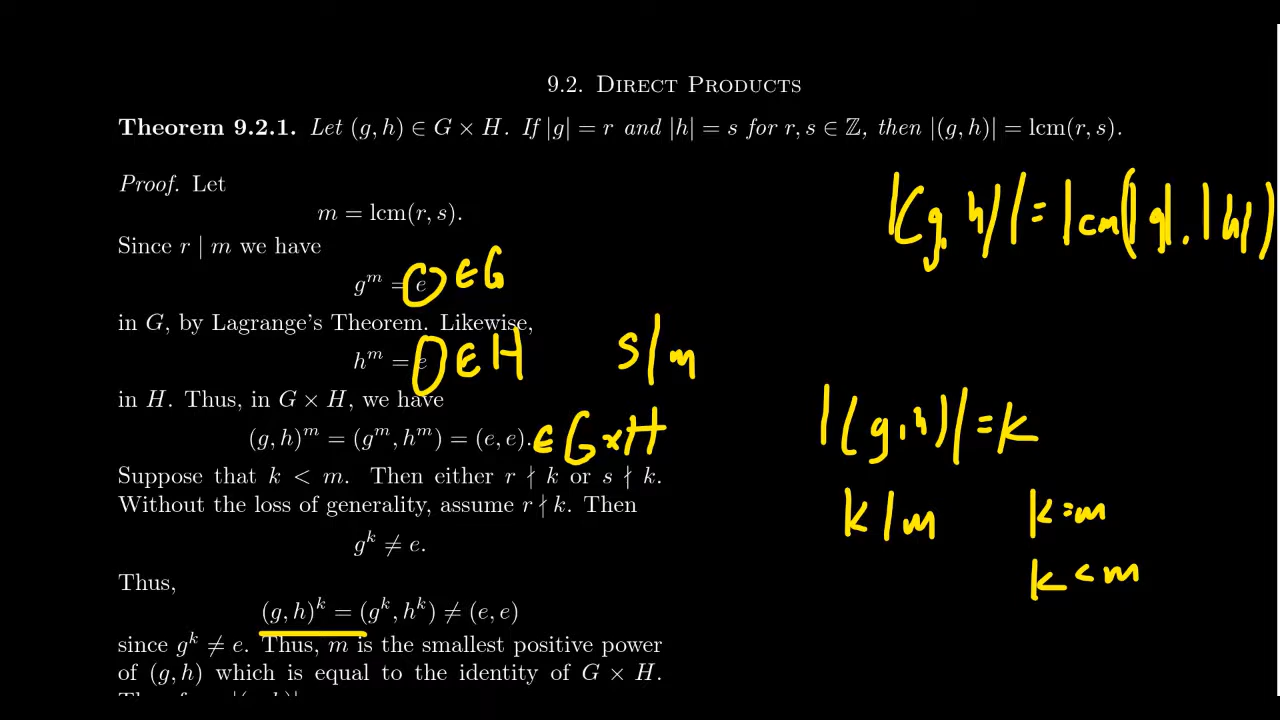 9.2. Direct Products
Theorem 9.2.1. Let (g, h) ∈ G × H. If |g| = r and |h| = s for r, s ∈ ℤ, then |(g, h)| = lcm(r, s).
Proof. Let
m = lcm(r, s).
|(g, h)| = lcm(|g|, |h|)
Since r | m we have
g^m = e ∈ G
in G, by Lagrange's Theorem. Likewise,
h^m = e ∈ H
s | m
in H. Thus, in G × H, we have
(g, h)^m = (g^m, h^m) = (e, e). ∈ G × H
|(g, h)| = k
Suppose that k < m. Then either r ∤ k or s ∤ k.
Without the loss of generality, assume r ∤ k. Then
k | m
k = m
g^k ≠ e.
k < m
Thus,
(g, h)^k = (g^k, h^k) ≠ (e, e)
since g^k ≠ e. Thus, m is the smallest positive power
of (g, h) which is equal to the identity of G × H.